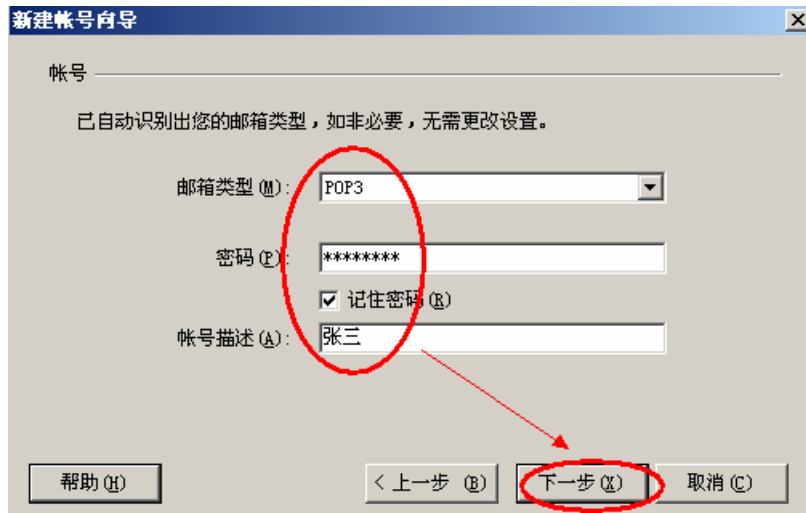 新建帐号向导
帐号
已自动识别出您的邮箱类型，如非必要，无需更改设置。
邮箱类型(M): POP3
密码(P): ********
记住密码(R)
帐号描述(A): 张三
帮助(H) < 上一步 (B) 下一步(X) 取消(C)